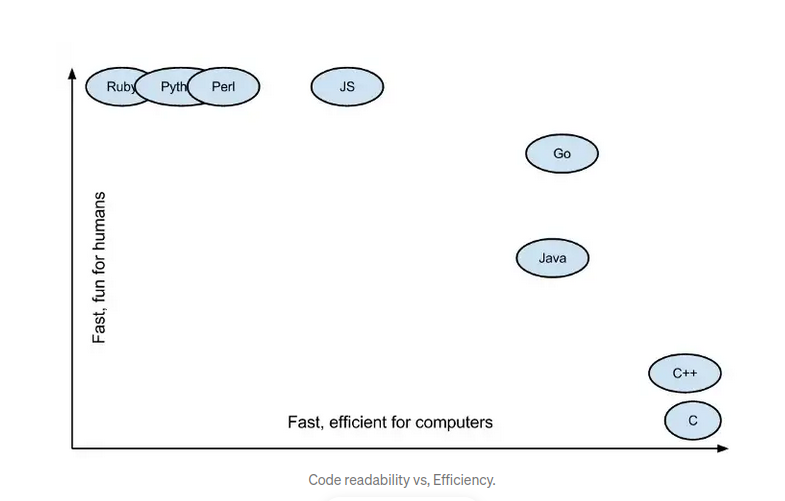 Ruby
Pyth
Perl
JS
Go
Java
C++
C
Fast, fun for humans
Fast, efficient for computers
Code readability vs, Efficiency.